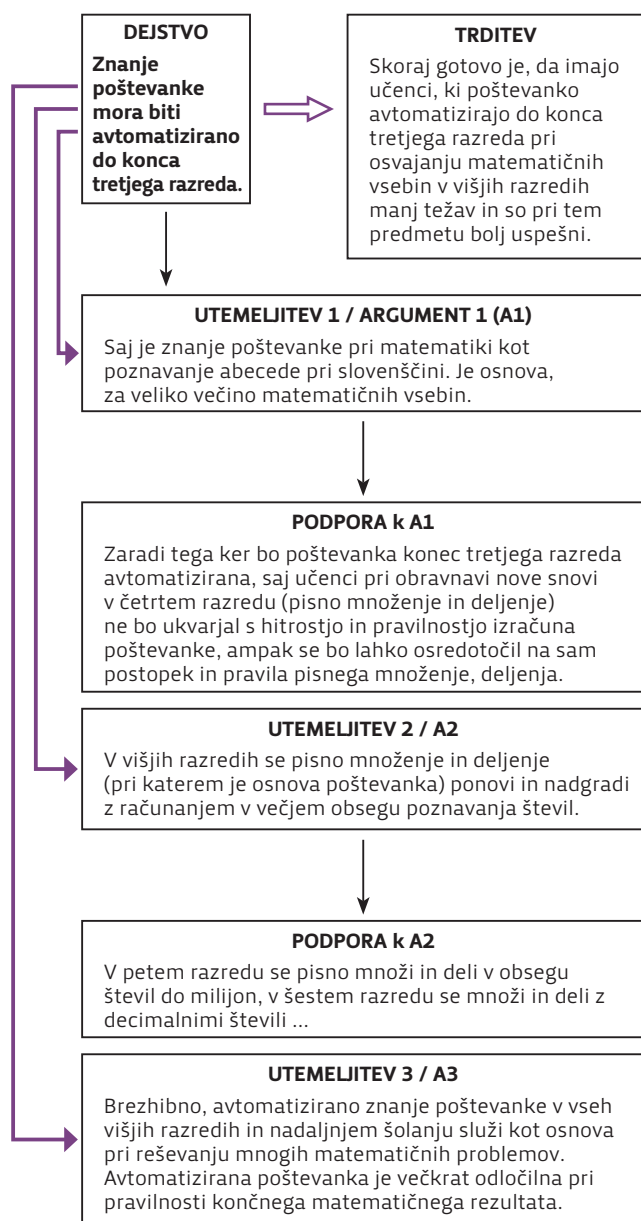 DEJSTVO
Znanje
poštevanke
mora biti
avtomatizirano
do konca
tretjega razreda.
TRDITEV
Skoraj gotovo je, da imajo
učenci, ki poštevanko
avtomatizirajo do konca
tretjega razreda pri
osvajanju matematičnih
vsebin v višjih razredih
manj težav in so pri tem
predmetu bolj uspešni.
UTEMELJITEV 1 / ARGUMENT 1 (A1)
Saj je znanje poštevanke pri matematiki kot
poznavanje abecede pri slovenščini. Je osnova,
za veliko večino matematičnih vsebin.
PODPORA k A1
Zaradi tega ker bo poštevanka konec tretjega razreda
avtomatizirana, saj učenci pri obravnavi nove snovi
v četrtem razredu (pisno množenje in deljenje)
ne bo ukvarjal s hitrostjo in pravilnostjo izračuna
poštevanke, ampak se bo lahko osredotočil na sam
postopek in pravila pisnega množenje, deljenja.
UTEMELJITEV 2 / A2
V višjih razredih se pisno množenje in deljenje
(pri katerem je osnova poštevanka) ponovi in nadgradi
z računanjem v večjem obsegu poznavanja števil.
PODPORA k A2
V petem razredu se pisno množi in deli v obsegu
števil do milijon, v šestem razredu se množi in deli z
decimalnimi števili ...
UTEMELJITEV 3 / A3
Brezhibno, avtomatizirano znanje poštevanke v vseh
višjih razredih in nadaljnjem šolanju služi kot osnova
pri reševanju mnogih matematičnih problemov.
Avtomatizirana poštevanka je večkrat odločilna pri
pravilnosti končnega matematičnega rezultata.